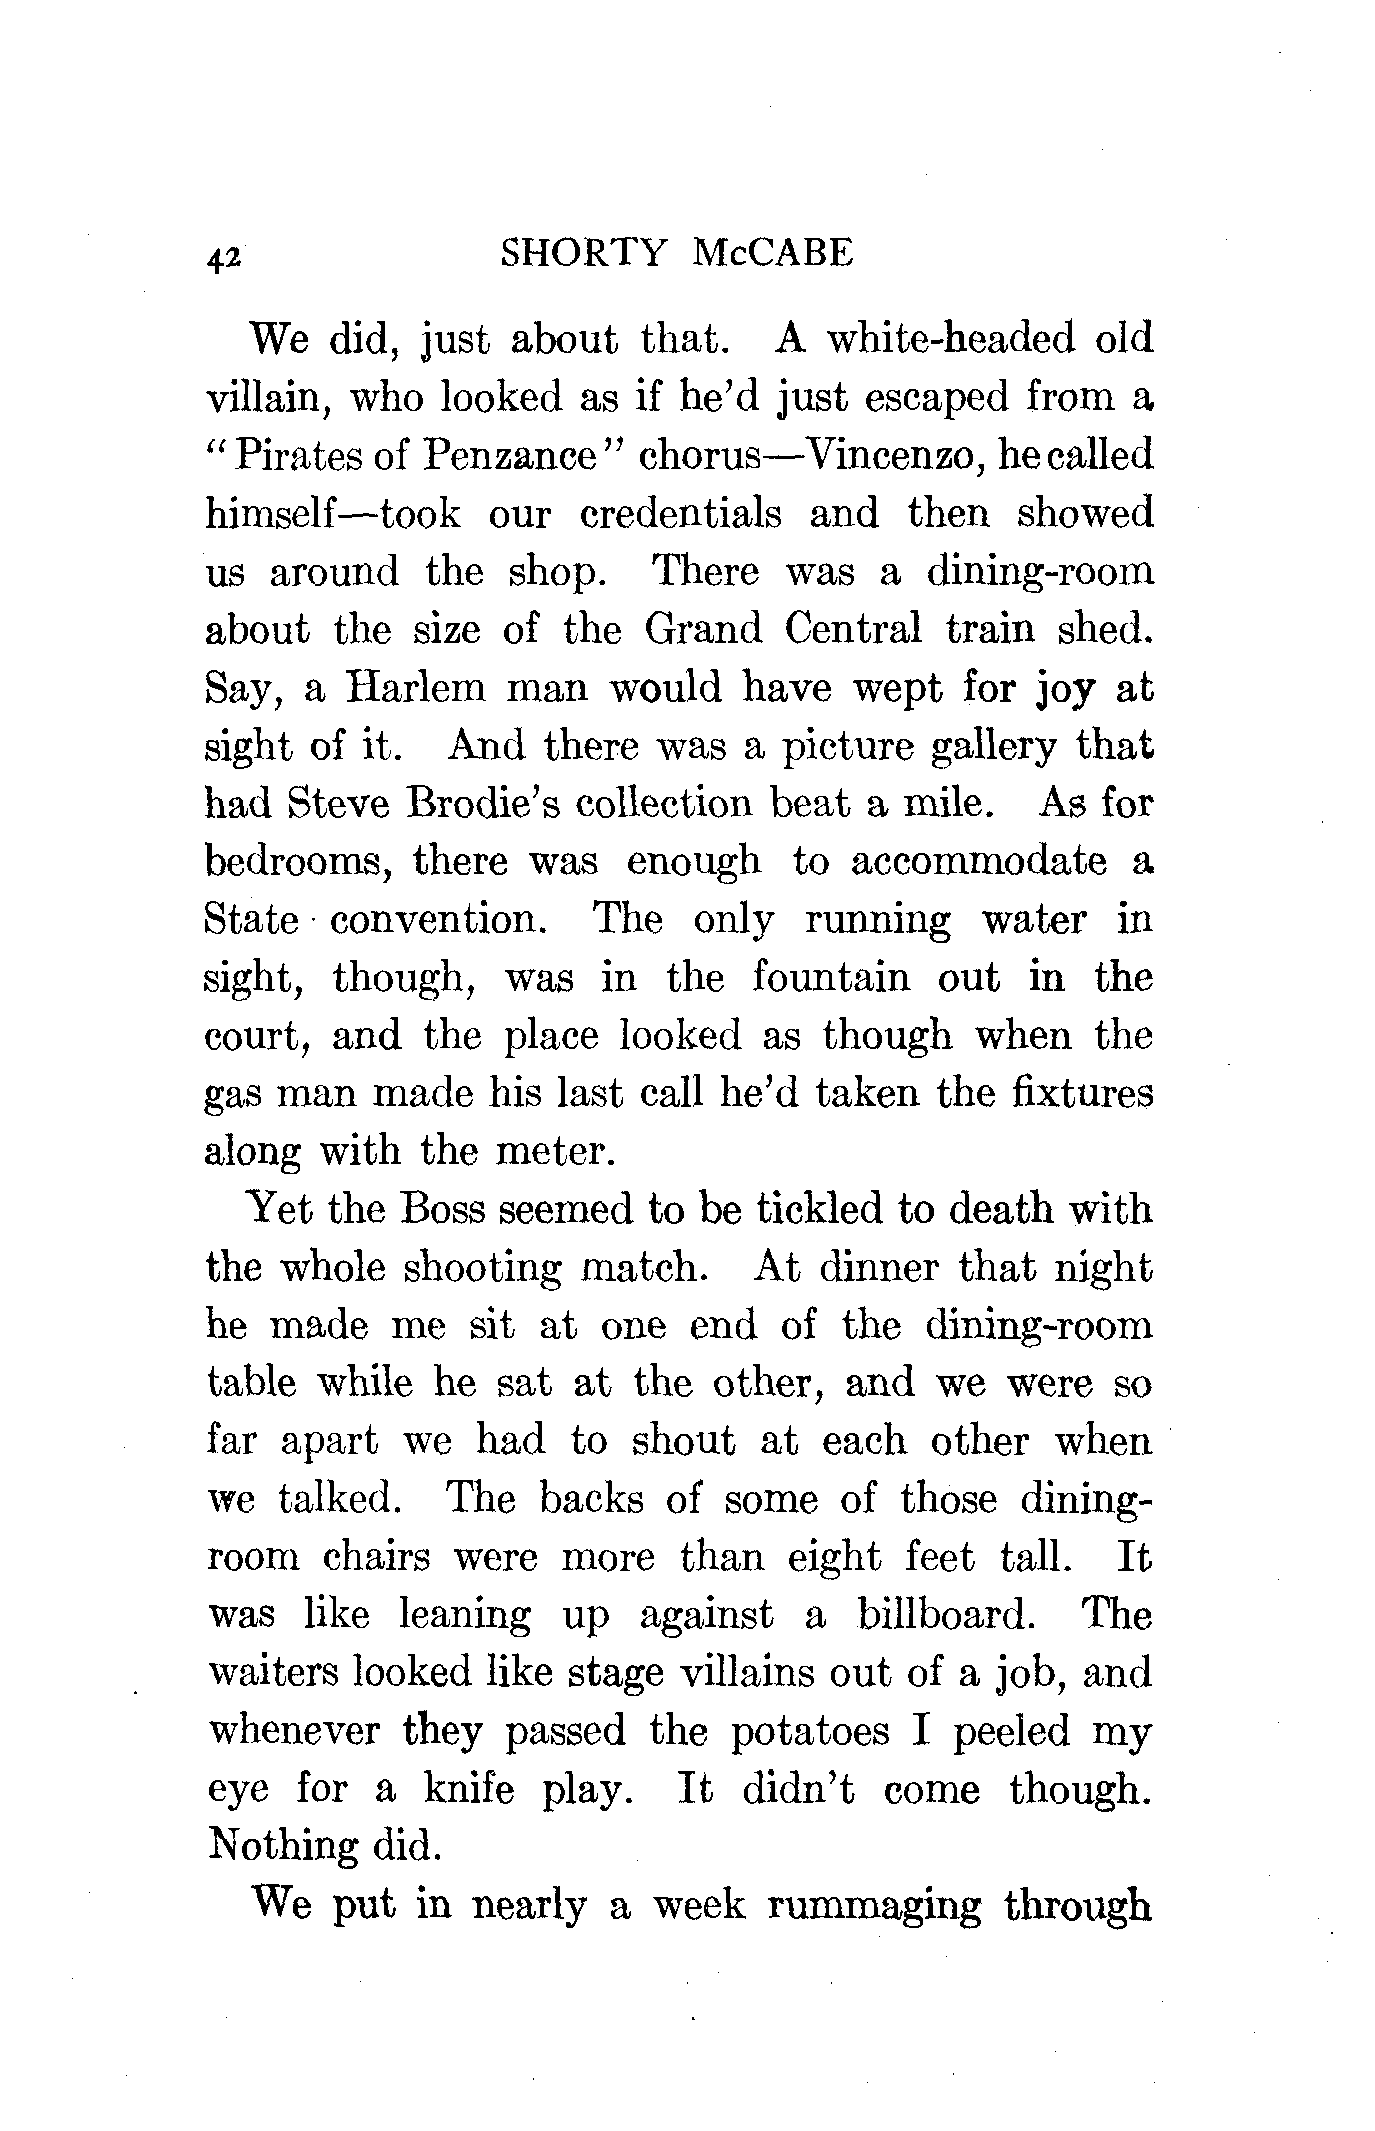 42 SHORTY McCABE
We did, just about that. A white-headed old
villain, who looked as if he'd just escaped from a
"Pirates of Penzance" chorus—Vincenzo, he called
himself—took our credentials and then showed
us around the shop. There was a dining-room
about the size of the Grand Central train shed.
Say, a Harlem man would have wept for joy at
sight of it. And there was a picture gallery that
had Steve Brodie's collection beat a mile. As for
bedrooms, there was enough to accommodate a
State convention. The only running water in
sight, though, was in the fountain out in the
court, and the place looked as though when the
gas man made his last call he'd taken the fixtures
along with the meter.
Yet the Boss seemed to be tickled to death with
the whole shooting match. At dinner that night
he made me sit at one end of the dining-room
table while he sat at the other, and we were so
far apart we had to shout at each other when
we talked. The backs of some of those dining-
room chairs were more than eight feet tall. It
was like leaning up against a billboard. The
waiters looked like stage villains out of a job, and
whenever they passed the potatoes I peeled my
eye for a knife play. It didn't come though.
Nothing did.
We put in nearly a week rummaging through